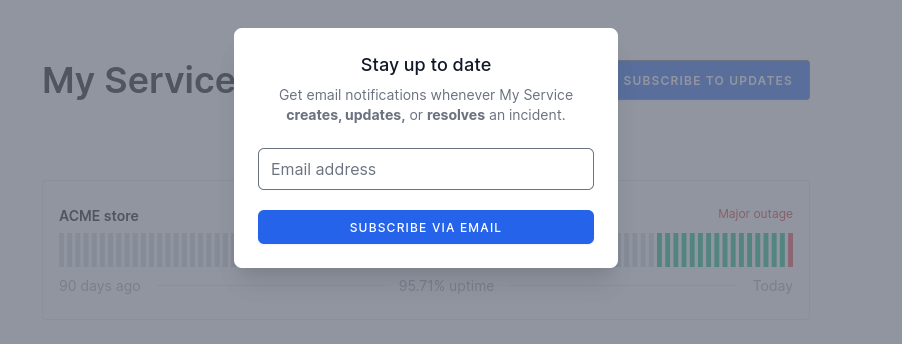 Stay up to date
My Service
SUBSCRIBE TO UPDATES
Get email notifications whenever My Service
creates, updates, or resolves an incident.
Email address
SUBSCRIBE VIA EMAIL
ACME store
Major outage
90 days ago
95.71% uptime
Today